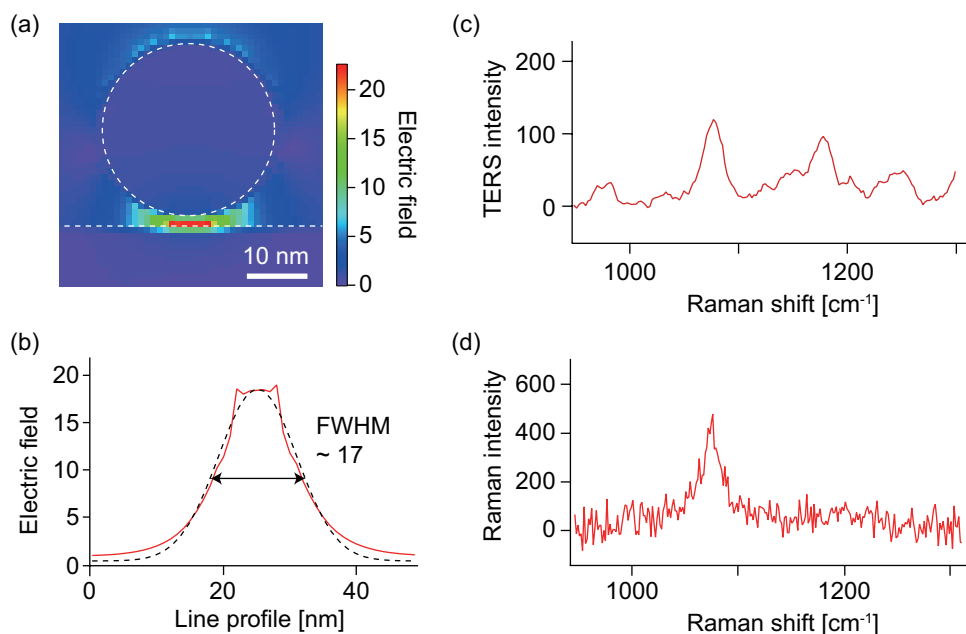 (a)
20
15
10
5
0
Electric field
10 nm
(b)
20
15
10
5
0
Electric field
FWHM
~ 17
0
20
40
Line profile [nm]
(c)
200
100
0
TERS intensity
1000
1200
Raman shift [cm⁻¹]
(d)
600
400
200
0
Raman intensity
1000
1200
Raman shift [cm⁻¹]